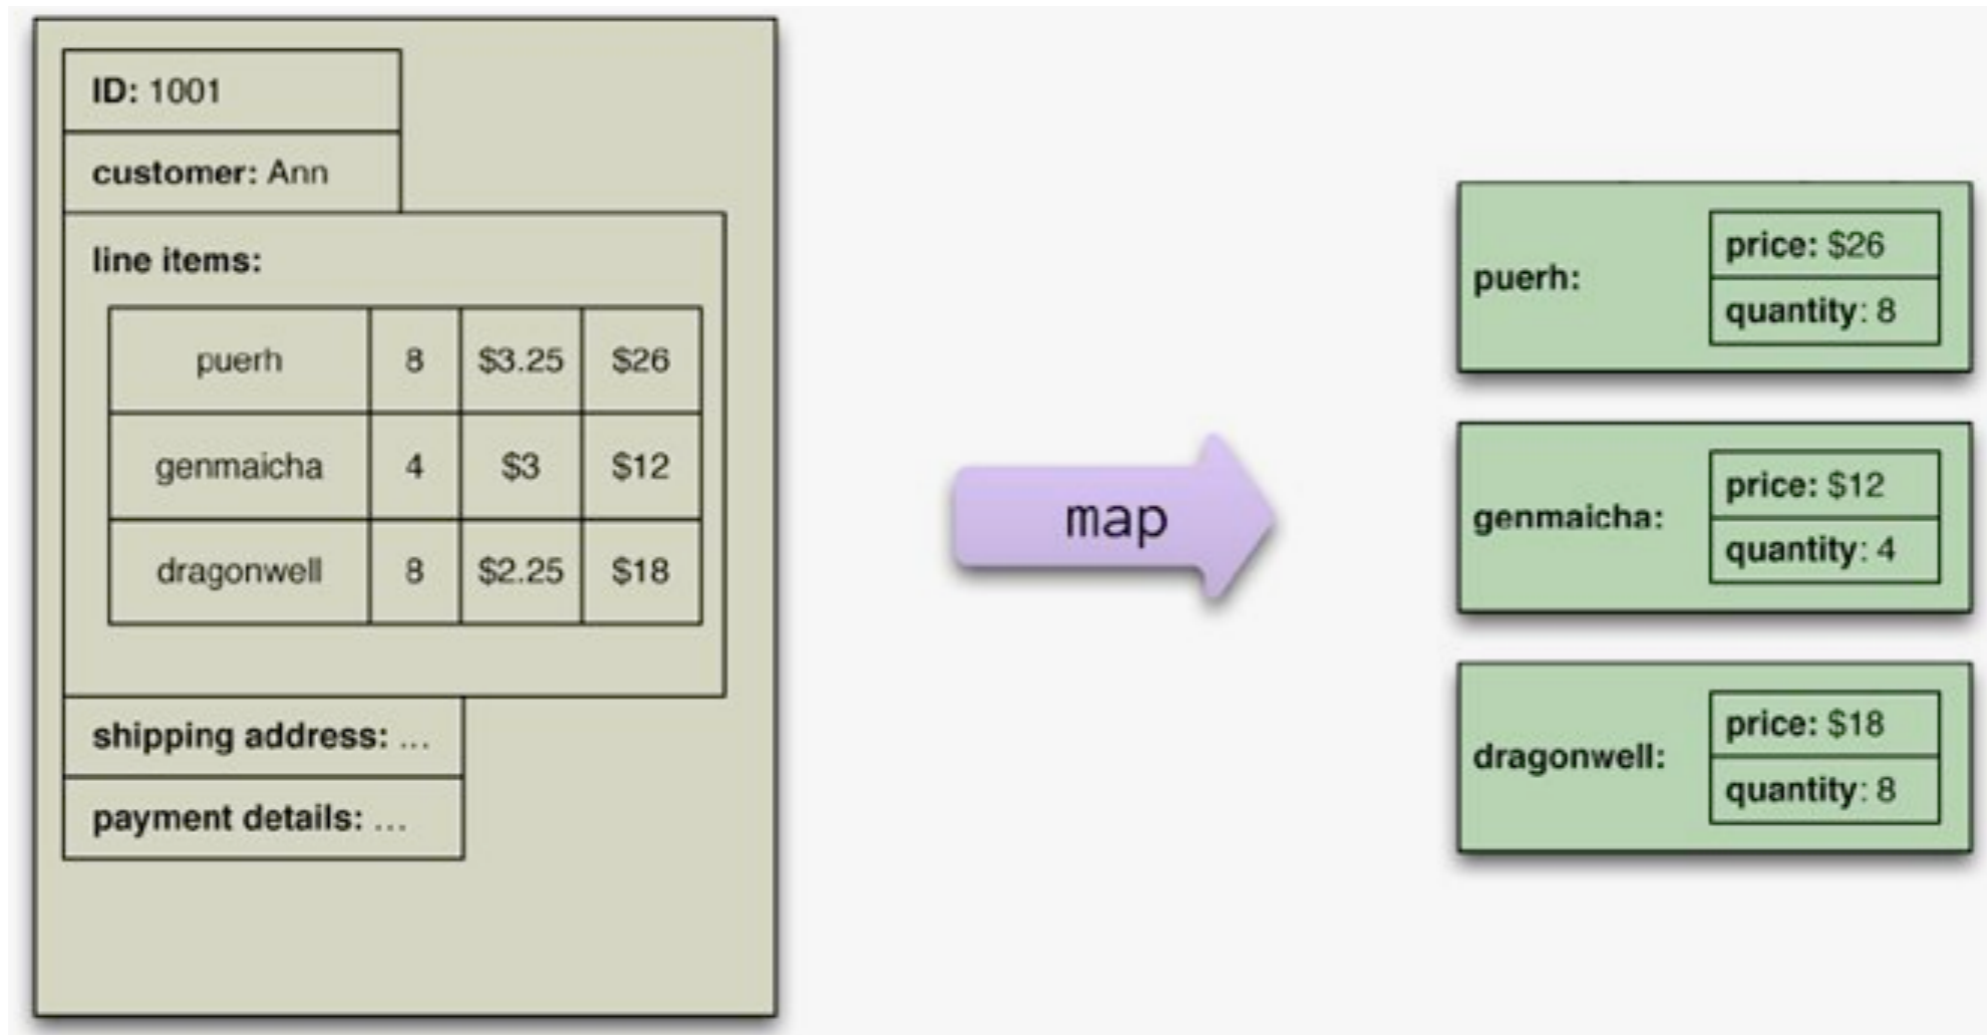 ID: 1001
customer: Ann
line items:
puerh 8 $3.25 $26
genmaicha 4 $3 $12
dragonwell 8 $2.25 $18
shipping address: ...
payment details: ...
map
puerh:
price: $26
quantity: 8
genmaicha:
price: $12
quantity: 4
dragonwell:
price: $18
quantity: 8